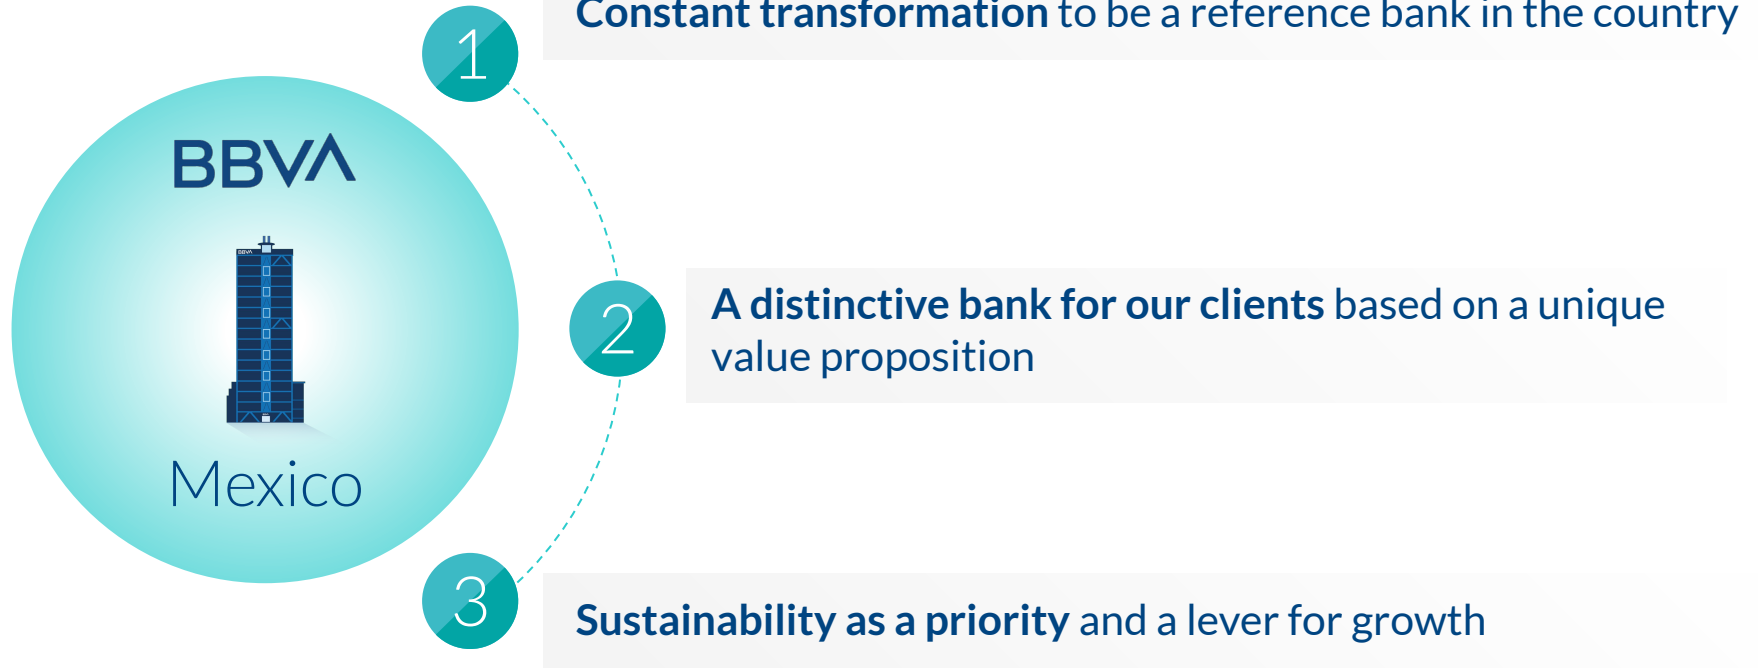 1
Constant transformation to be a reference bank in the country
BBVA
BBVA
Mexico
2
A distinctive bank for our clients based on a unique
value proposition
3
Sustainability as a priority and a lever for growth